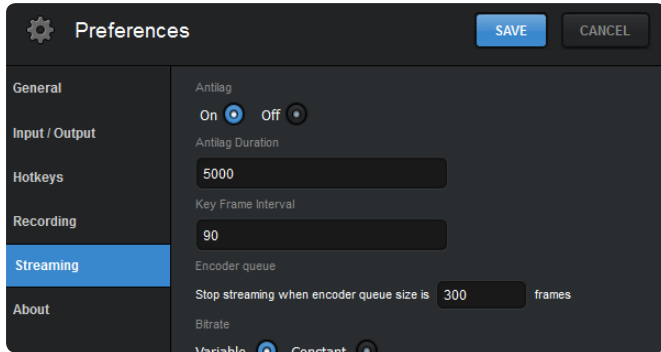 Preferences
SAVE
CANCEL
General
Input / Output
Hotkeys
Recording
Streaming
About
Antilag
On Off
Antilag Duration
5000
Key Frame Interval
90
Encoder queue
Stop streaming when encoder queue size is 300 frames
Bitrate
Variable Constant